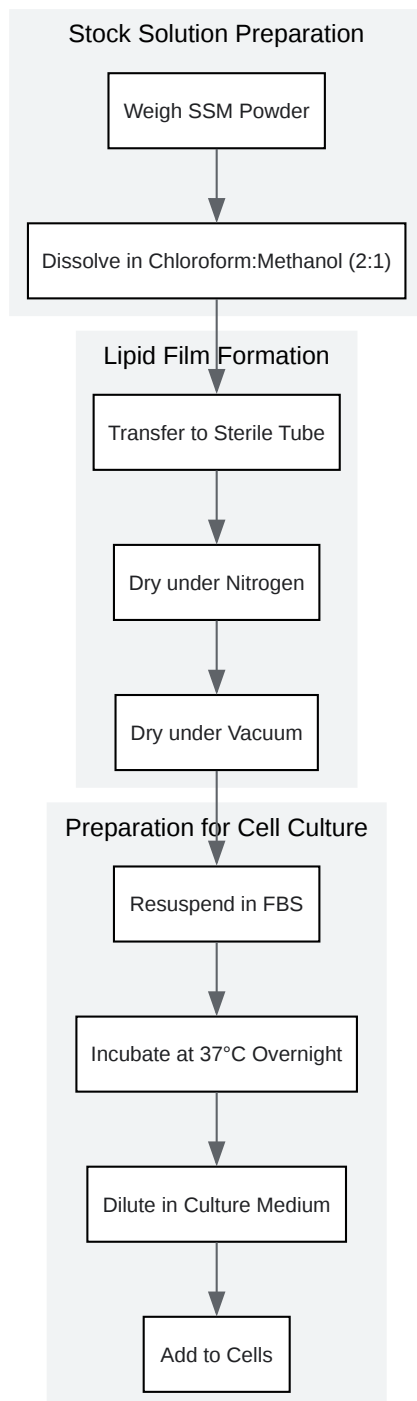 Stock Solution Preparation
Weigh SSM Powder
Dissolve in Chloroform:Methanol (2:1)
Lipid Film Formation
Transfer to Sterile Tube
Dry under Nitrogen
Dry under Vacuum
Preparation for Cell Culture
Resuspend in FBS
Incubate at 37°C Overnight
Dilute in Culture Medium
Add to Cells